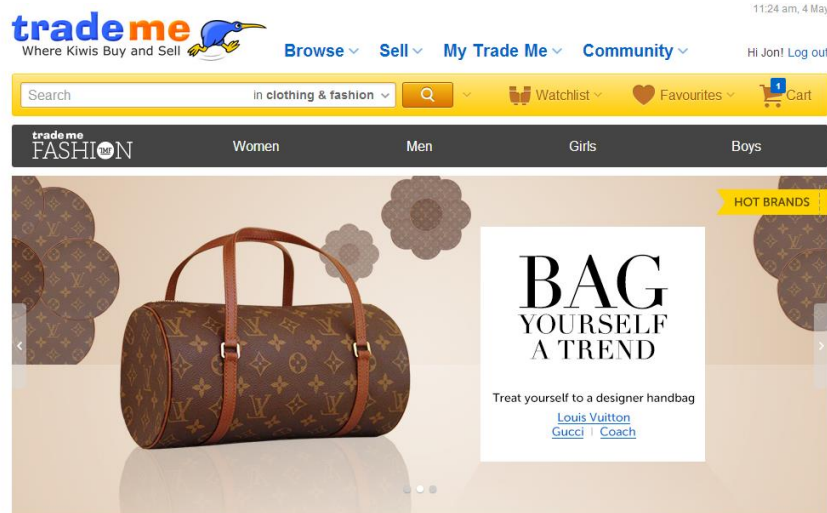 11:24 am, 4 May
trademe
Where Kiwis Buy and Sell
Browse Sell My Trade Me Community
Hi Jon! Log out
Search in clothing & fashion
Watchlist Favourites 1 Cart
trademe
FASHION
Women Men Girls Boys
HOT BRANDS
BAG
YOURSELF
A TREND
Treat yourself to a designer handbag
Louis Vuitton
Gucci | Coach